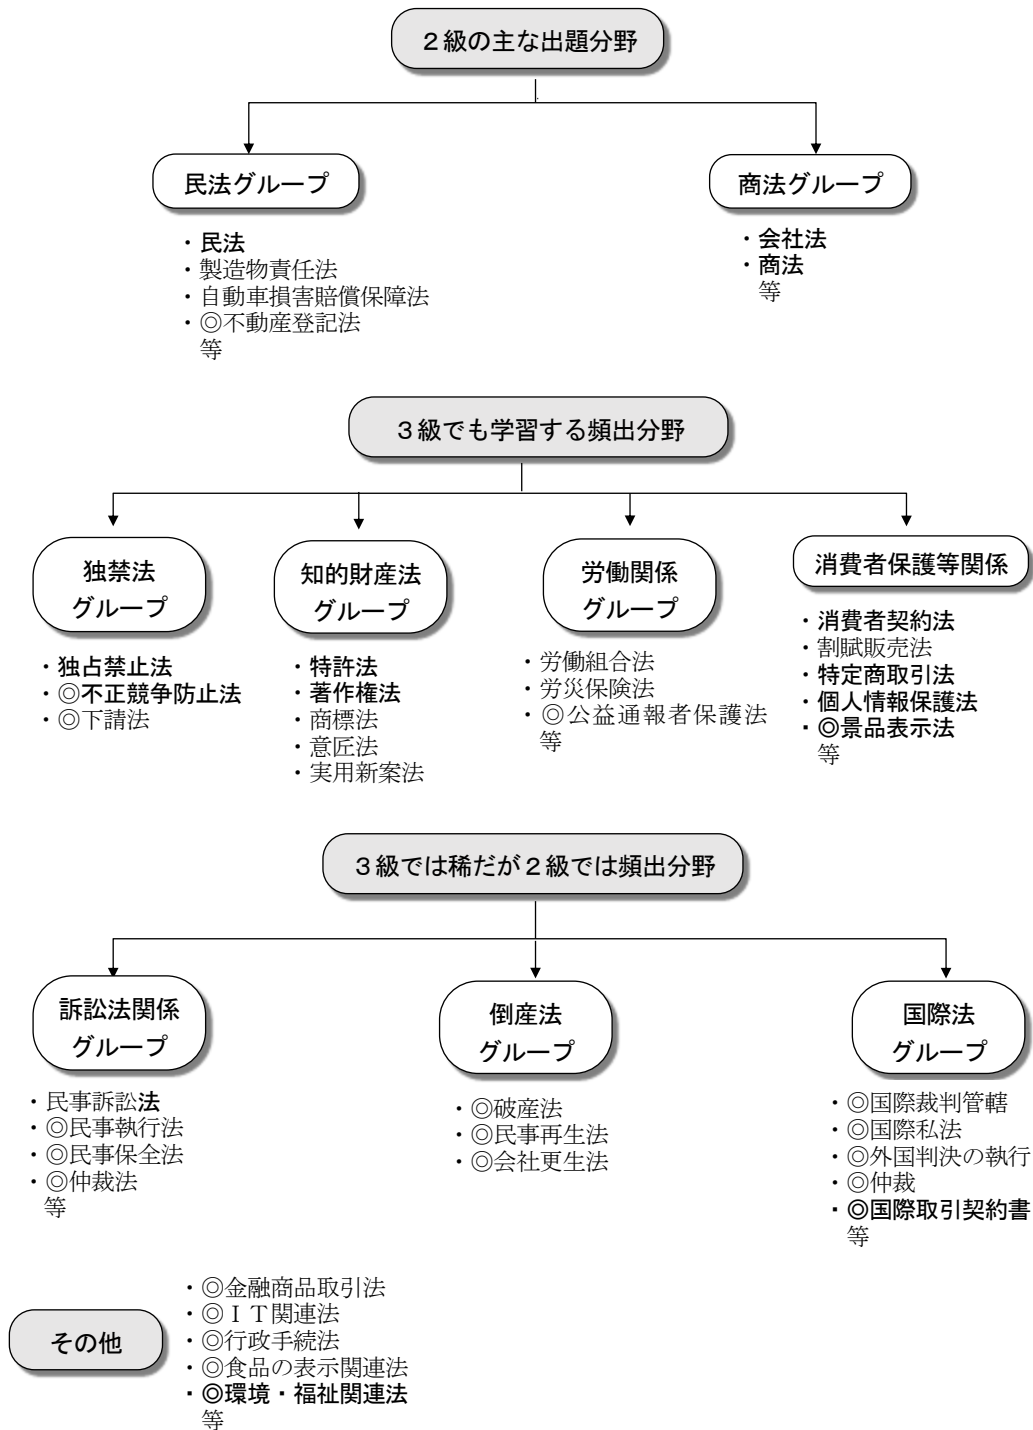 ２級の主な出題分野
民法グループ
・民法
・製造物責任法
・自動車損害賠償保障法
・◎不動産登記法
等
商法グループ
・会社法
・商法
等
３級でも学習する頻出分野
独禁法
グループ
・独占禁止法
・◎不正競争防止法
・◎下請法
知的財産法
グループ
・特許法
・著作権法
・商標法
・意匠法
・実用新案法
労働関係
グループ
・労働組合法
・労災保険法
・◎公益通報者保護法
等
消費者保護等関係
・消費者契約法
・割賦販売法
・特定商取引法
・個人情報保護法
・◎景品表示法
等
３級では稀だが２級では頻出分野
訴訟法関係
グループ
・民事訴訟法
・◎民事執行法
・◎民事保全法
・◎仲裁法
等
倒産法
グループ
・◎破産法
・◎民事再生法
・◎会社更生法
国際法
グループ
・◎国際裁判管轄
・◎国際私法
・◎外国判決の執行
・◎仲裁
・◎国際取引契約書
等
その他
・◎金融商品取引法
・◎ＩＴ関連法
・◎行政手続法
・◎食品の表示関連法
・◎環境・福祉関連法
等